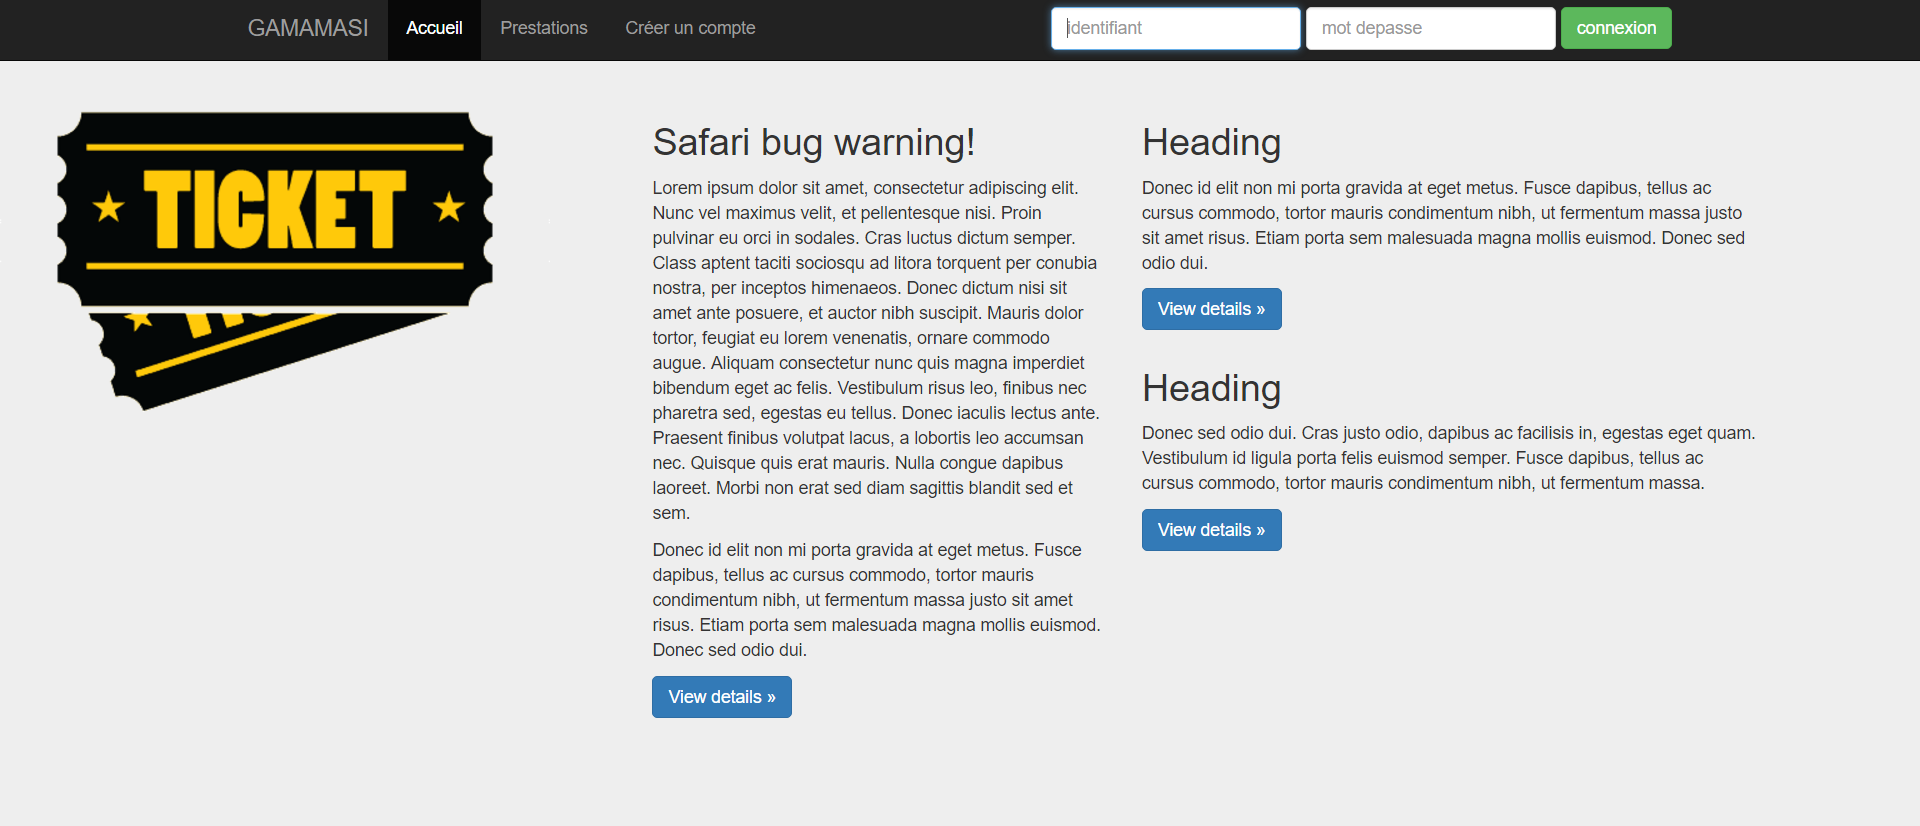 GAMAMASI Accueil Prestations Créer un compte identifiant mot depasse connexion
TICKET
Safari bug warning!
Lorem ipsum dolor sit amet, consectetur adipiscing elit.
Nunc vel maximus velit, et pellentesque nisi. Proin
pulvinar eu orci in sodales. Cras luctus dictum semper.
Class aptent taciti sociosqu ad litora torquent per conubia
nostra, per inceptos himenaeos. Donec dictum nisi sit
amet ante posuere, et auctor nibh suscipit. Mauris dolor
tortor, feugiat eu lorem venenatis, ornare commodo
augue. Aliquam consectetur nunc quis magna imperdiet
bibendum eget ac felis. Vestibulum risus leo, finibus nec
pharetra sed, egestas eu tellus. Donec iaculis lectus ante.
Praesent finibus volutpat lacus, a lobortis leo accumsan
nec. Quisque quis erat mauris. Nulla congue dapibus
laoreet. Morbi non erat sed diam sagittis blandit sed et
sem.
Donec id elit non mi porta gravida at eget metus. Fusce
dapibus, tellus ac cursus commodo, tortor mauris
condimentum nibh, ut fermentum massa justo sit amet
risus. Etiam porta sem malesuada magna mollis euismod.
Donec sed odio dui.
View details »
Heading
Donec id elit non mi porta gravida at eget metus. Fusce dapibus, tellus ac
cursus commodo, tortor mauris condimentum nibh, ut fermentum massa justo
sit amet risus. Etiam porta sem malesuada magna mollis euismod. Donec sed
odio dui.
View details »
Heading
Donec sed odio dui. Cras justo odio, dapibus ac facilisis in, egestas eget quam.
Vestibulum id ligula porta felis euismod semper. Fusce dapibus, tellus ac
cursus commodo, tortor mauris condimentum nibh, ut fermentum massa.
View details »